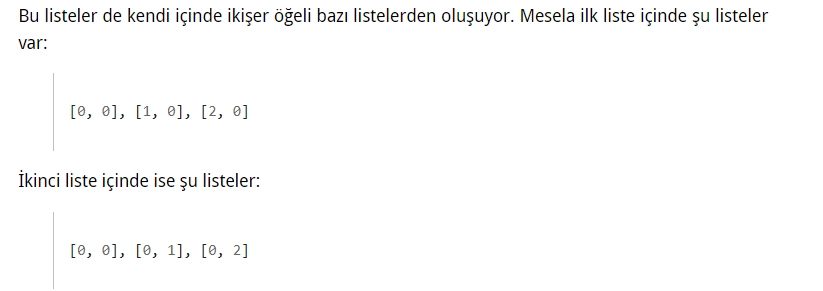 Bu listeler de kendi içinde ikişer öğeli bazı listelerden oluşuyor. Mesela ilk liste içinde şu listeler
var:
[0, 0], [1, 0], [2, 0]
İkinci liste içinde ise şu listeler:
[0, 0], [0, 1], [0, 2]